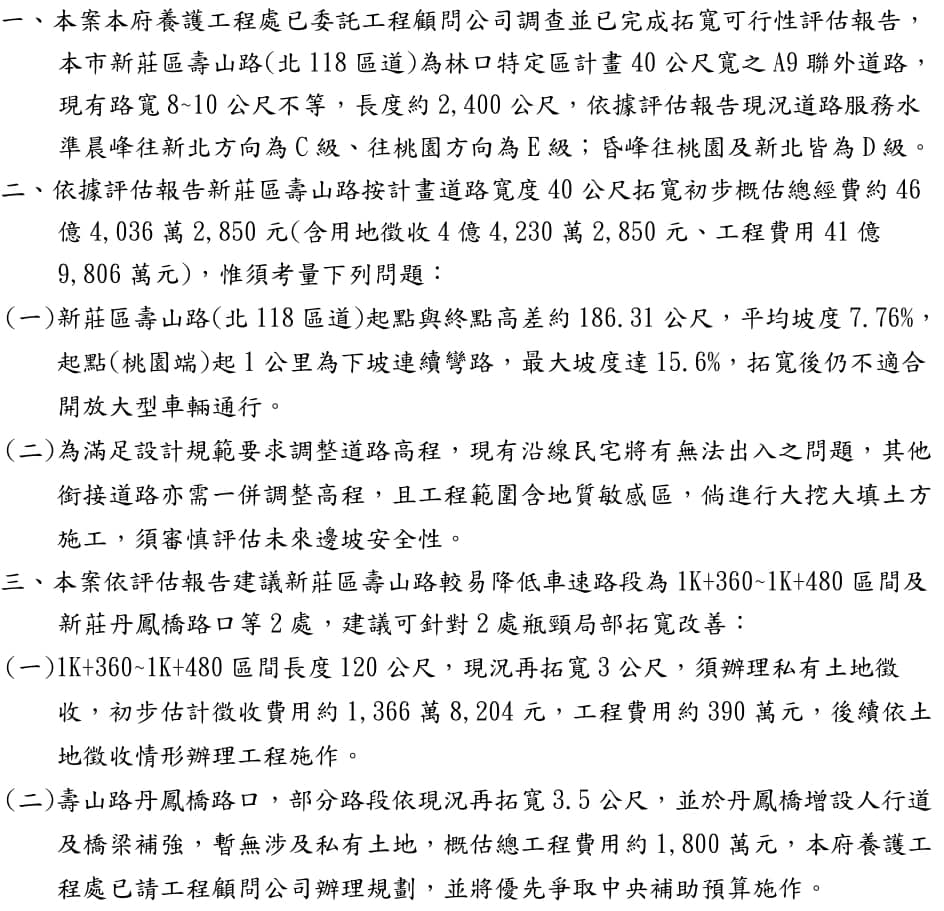 一、本案本府養護工程處已委託工程顧問公司調查並已完成拓寬可行性評估報告，
本市新莊區壽山路(北 118 區道)為林口特定區計畫 40 公尺寬之 A9 聯外道路，
現有路寬 8~10 公尺不等，長度約 2,400 公尺，依據評估報告現況道路服務水
準晨峰往新北方向為 C 級、往桃園方向為 E 級；昏峰往桃園及新北皆為 D 級。
二、依據評估報告新莊區壽山路按計畫道路寬度 40 公尺拓寬初步概估總經費約 46
億 4,036 萬 2,850 元(含用地徵收 4 億 4,230 萬 2,850 元、工程費用 41 億
9,806 萬元)，惟須考量下列問題：
(一)新莊區壽山路(北 118 區道)起點與終點高差約 186.31 公尺，平均坡度 7.76%，
起點(桃園端)起 1 公里為下坡連續彎路，最大坡度達 15.6%，拓寬後仍不適合
開放大型車輛通行。
(二)為滿足設計規範要求調整道路高程，現有沿線民宅將有無法出入之問題，其他
銜接道路亦需一併調整高程，且工程範圍含地質敏感區，倘進行大挖大填土方
施工，須審慎評估未來邊坡安全性。
三、本案依評估報告建議新莊區壽山路較易降低車速路段為 1K+360~1K+480 區間及
新莊丹鳳橋路口等 2 處，建議可針對 2 處瓶頸局部拓寬改善：
(一)1K+360~1K+480 區間長度 120 公尺，現況再拓寬 3 公尺，須辦理私有土地徵
收，初步估計徵收費用約 1,366 萬 8,204 元，工程費用約 390 萬元，後續依土
地徵收情形辦理工程施作。
(二)壽山路丹鳳橋路口，部分路段依現況再拓寬 3.5 公尺，並於丹鳳橋增設人行道
及橋梁補強，暫無涉及私有土地，概估總工程費用約 1,800 萬元，本府養護工
程處已請工程顧問公司辦理規劃，並將優先爭取中央補助預算施作。